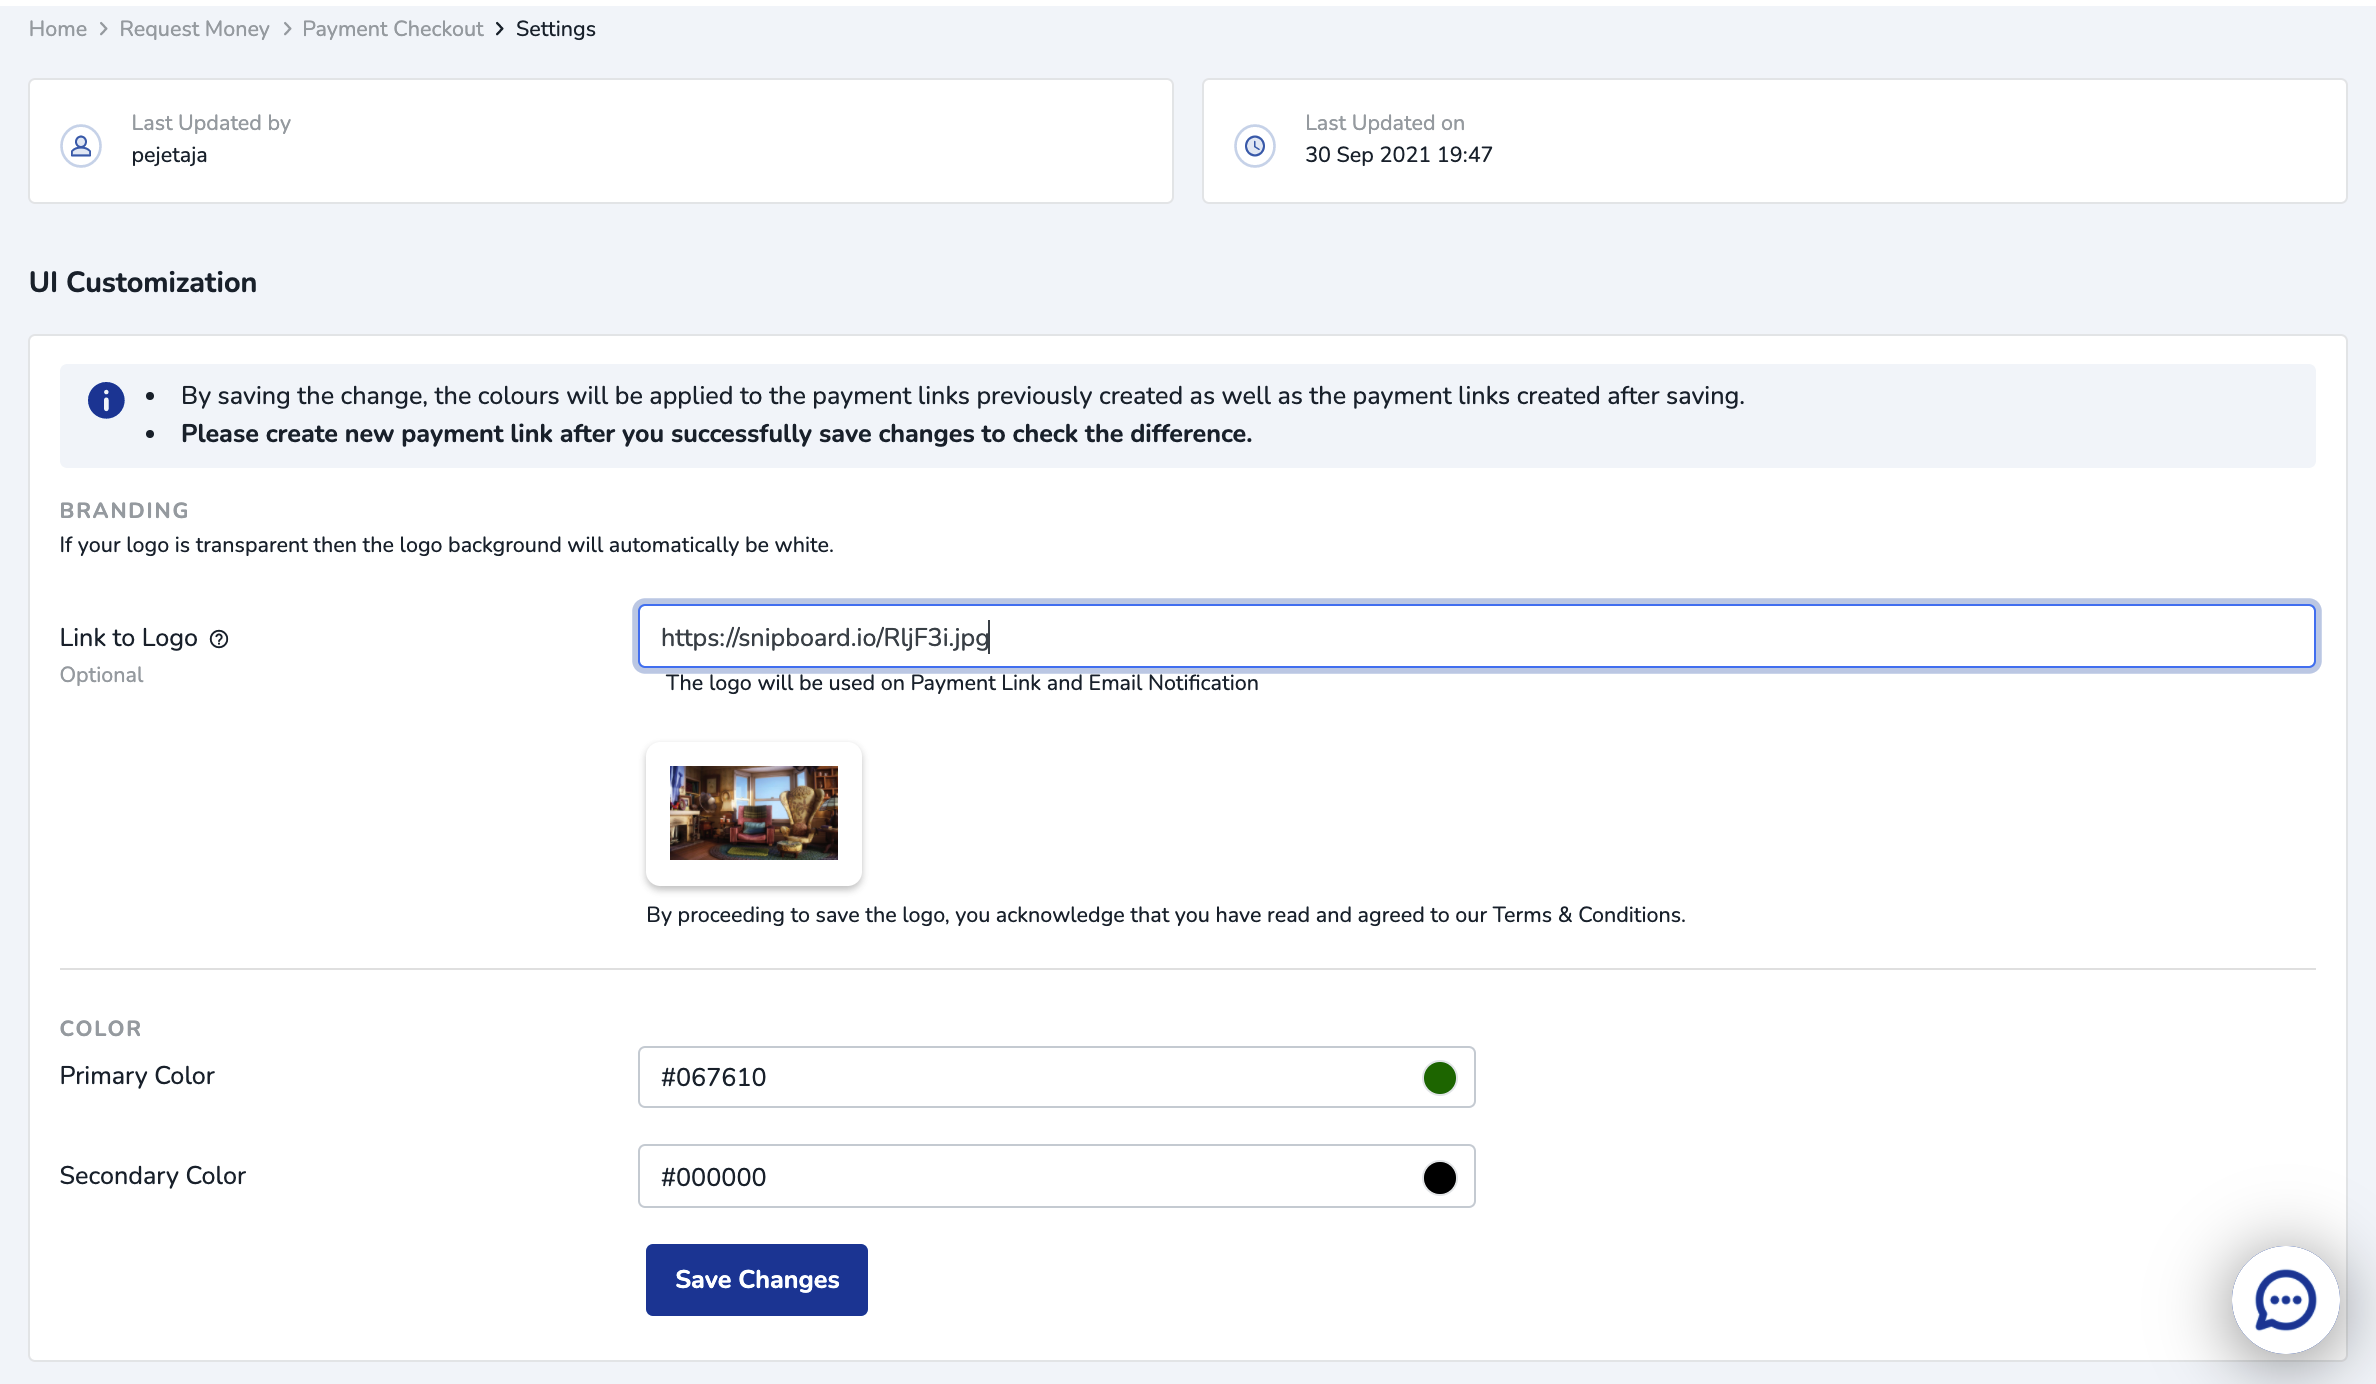 Home > Request Money > Payment Checkout > Settings
Last Updated by
pejetaja
Last Updated on
30 Sep 2021 19:47
UI Customization
• By saving the change, the colours will be applied to the payment links previously created as well as the payment links created after saving.
• Please create new payment link after you successfully save changes to check the difference.
BRANDING
If your logo is transparent then the logo background will automatically be white.
Link to Logo
Optional
https://snipboard.io/RljF3i.jpg
The logo will be used on Payment Link and Email Notification
By proceeding to save the logo, you acknowledge that you have read and agreed to our Terms & Conditions.
COLOR
Primary Color
#067610
Secondary Color
#000000
Save Changes